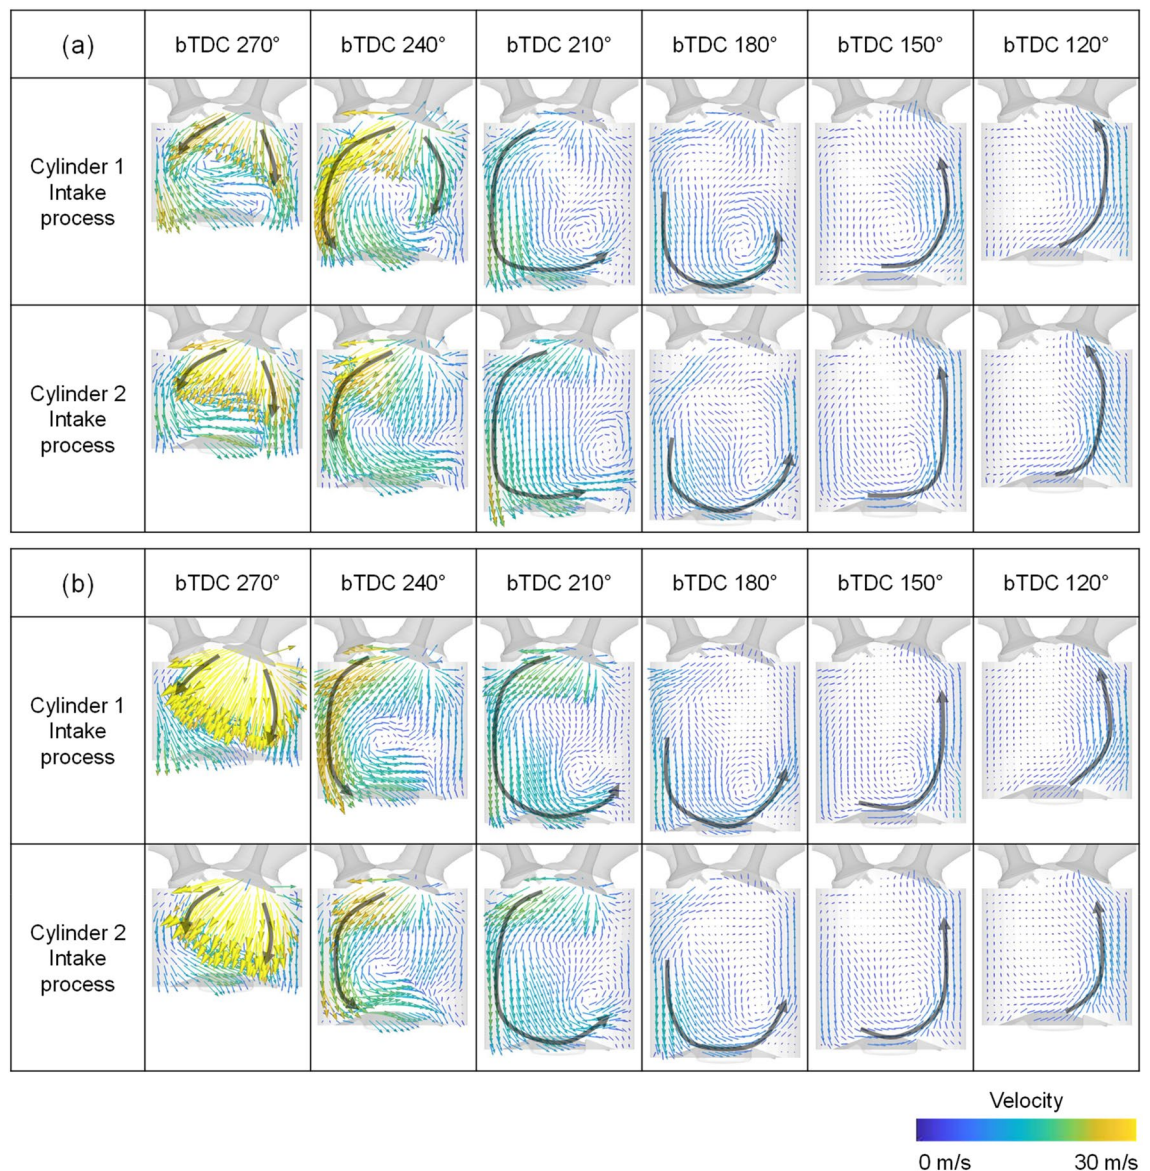 (a) bTDC 270° bTDC 240° bTDC 210° bTDC 180° bTDC 150° bTDC 120°
Cylinder 1
Intake
process
Cylinder 2
Intake
process
(b) bTDC 270° bTDC 240° bTDC 210° bTDC 180° bTDC 150° bTDC 120°
Cylinder 1
Intake
process
Cylinder 2
Intake
process
Velocity
0 m/s 30 m/s